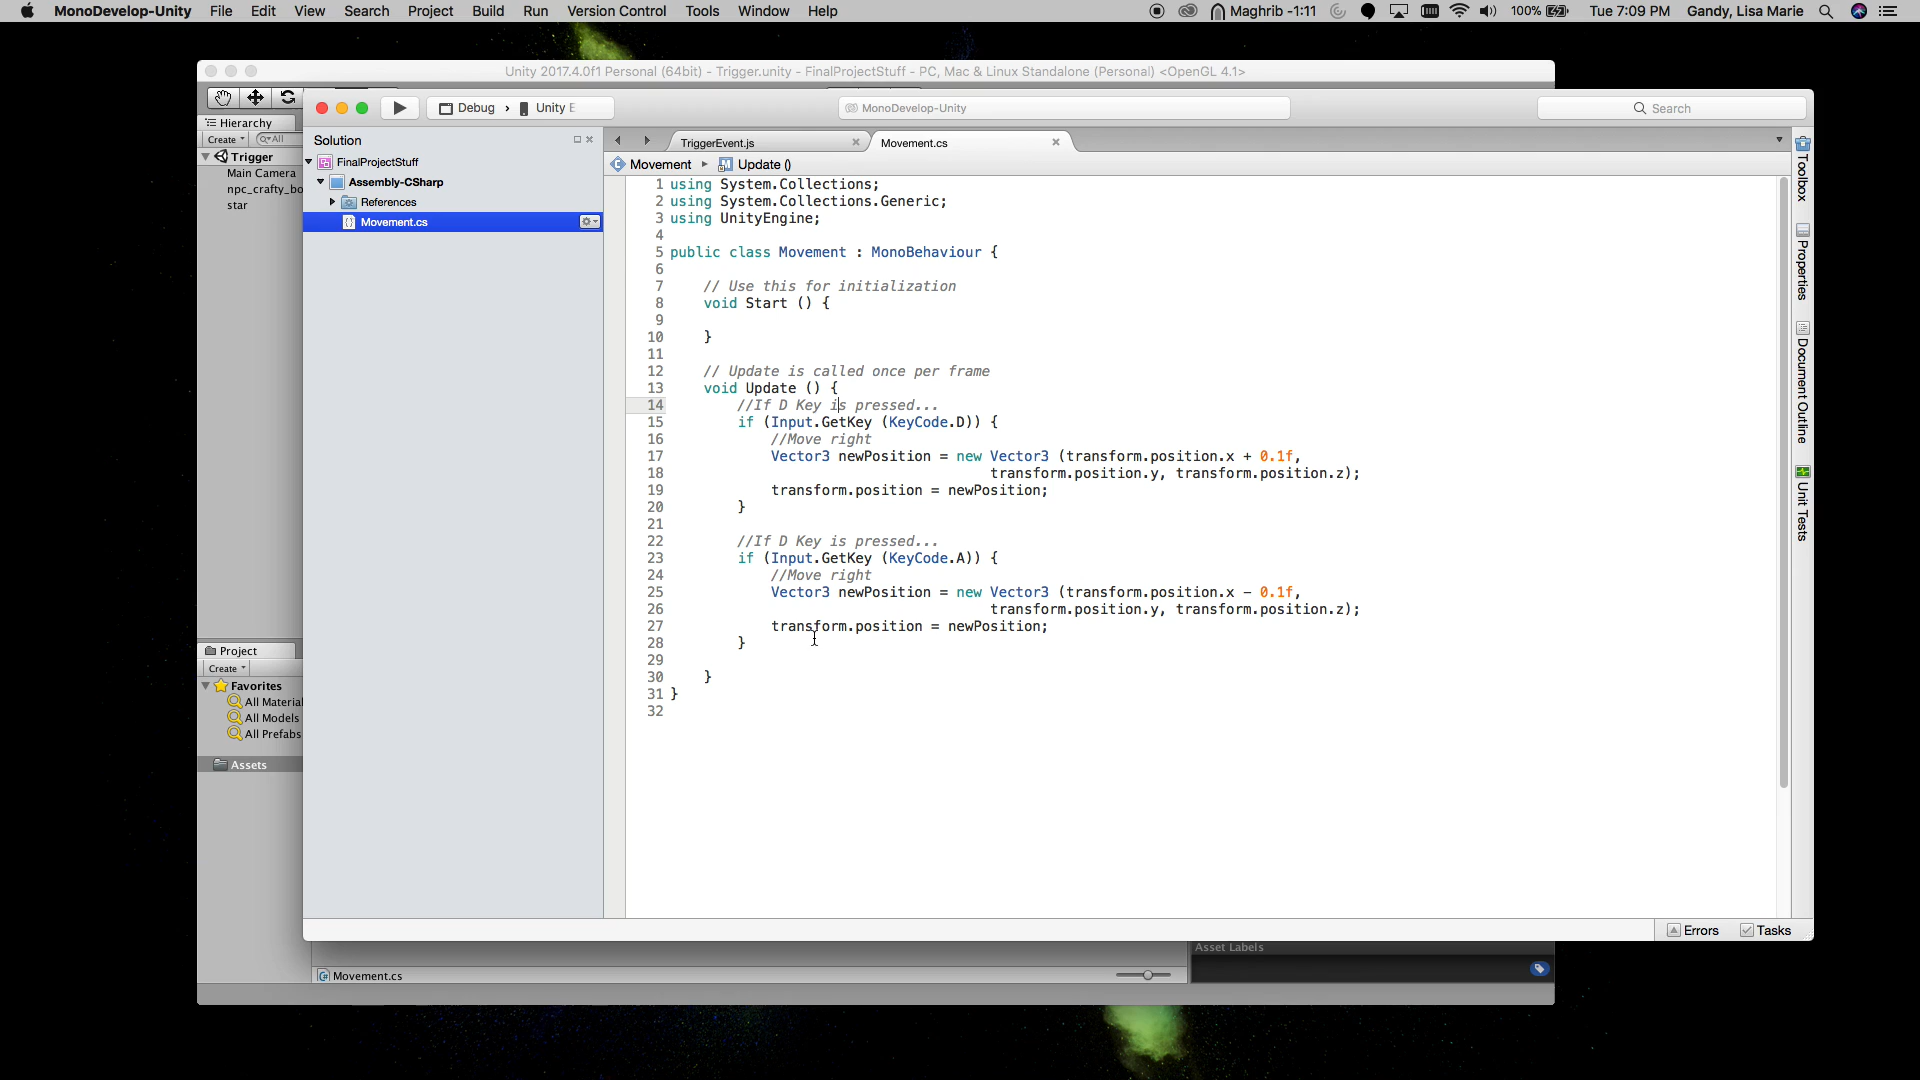 MonoDevelop-Unity File Edit View Search Project Build Run Version Control Tools Window Help Maghrib -1:11 100% Tue 7:09 PM Gandy, Lisa Marie
Unity 2017.4.0f1 Personal (64bit) - Trigger.unity - FinalProjectStuff - PC, Mac & Linux Standalone (Personal) <OpenGL 4.1>
Debug › Unity E
MonoDevelop-Unity
Search
Hierarchy
Create
All
Trigger
Main Camera
npc_crafty_bo
star
Project
Create
Favorites
All Materia
All Models
All Prefabs
Assets
Solution
FinalProjectStuff
Assembly-CSharp
References
Movement.cs
TriggerEvent.js
Movement.cs
Movement
Update ()
1 using System.Collections;
2 using System.Collections.Generic;
3 using UnityEngine;
4
5 public class Movement : MonoBehaviour {
6
7 // Use this for initialization
8 void Start () {
9
10 }
11
12 // Update is called once per frame
13 void Update () {
14 //If D Key is pressed...
15 if (Input.GetKey (KeyCode.D)) {
16 //Move right
17 Vector3 newPosition = new Vector3 (transform.position.x + 0.1f,
18 transform.position.y, transform.position.z);
19 transform.position = newPosition;
20 }
21
22 //If D Key is pressed...
23 if (Input.GetKey (KeyCode.A)) {
24 //Move right
25 Vector3 newPosition = new Vector3 (transform.position.x - 0.1f,
26 transform.position.y, transform.position.z);
27 transform.position = newPosition;
28 }
29
30 }
31 }
32
Toolbox
Properties
Document Outline
Unit Tests
Errors
Tasks
Asset Labels
Movement.cs